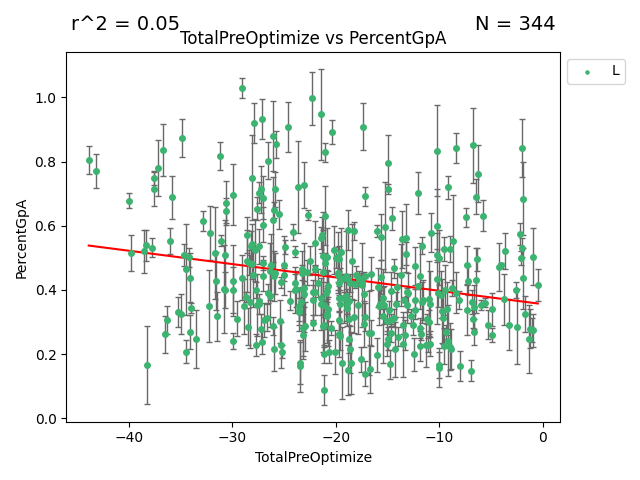 r^2 = 0.05
N = 344
TotalPreOptimize vs PercentGpA
L
PercentGpA
1.0
0.8
0.6
0.4
0.2
0.0
−40
−30
−20
−10
0
TotalPreOptimize